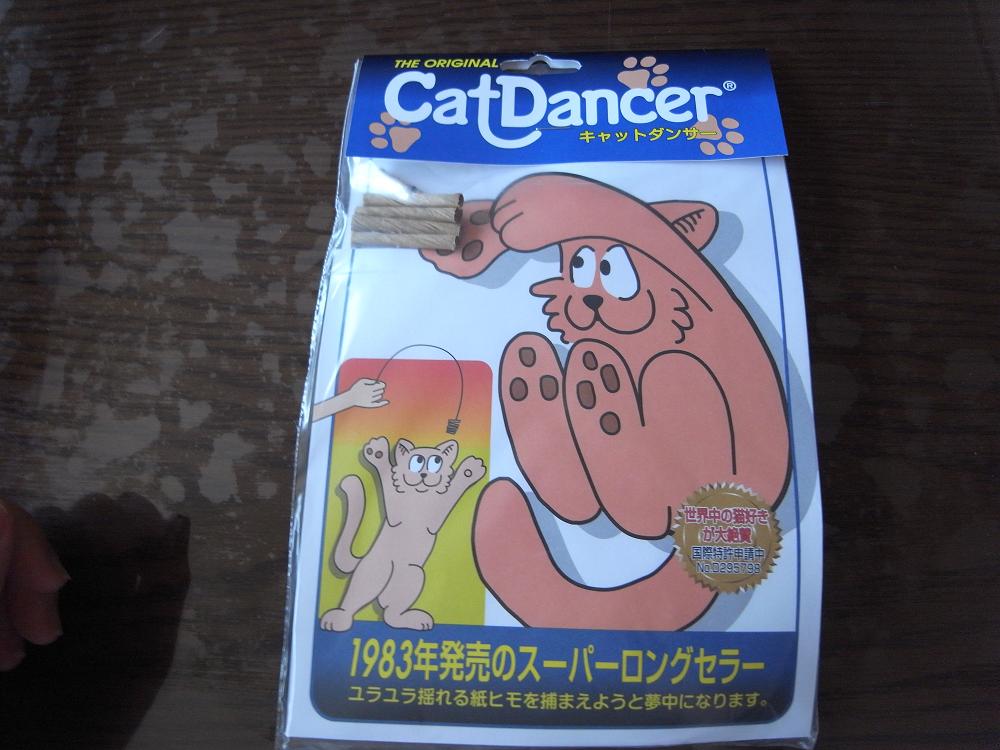 THE ORIGINAL
CatDancer®
キャットダンサー
世界中の猫好き
が大絶賛
国際特許申請中
No.D295798
1983年発売のスーパーロングセラー
ユラユラ揺れる紙ヒモを捕まえようと夢中になります。